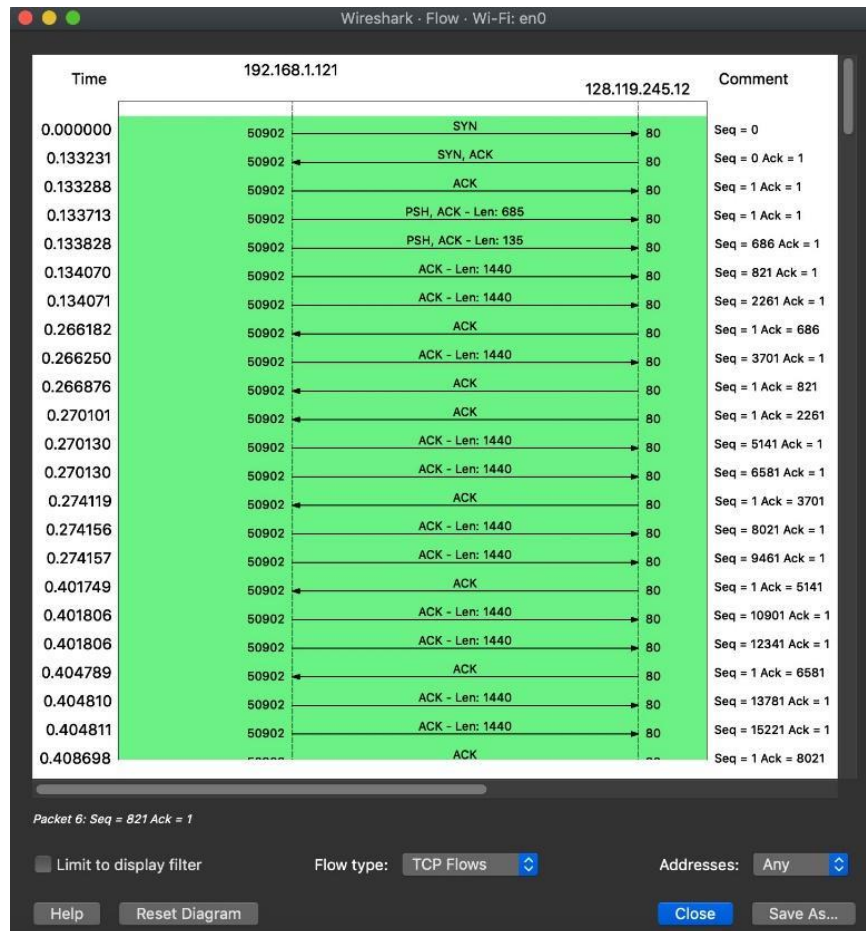 Wireshark · Flow · Wi-Fi: en0
Time 192.168.1.121 128.119.245.12 Comment
0.000000 50902 SYN 80 Seq = 0
0.133231 50902 SYN, ACK 80 Seq = 0 Ack = 1
0.133288 50902 ACK 80 Seq = 1 Ack = 1
0.133713 50902 PSH, ACK - Len: 685 80 Seq = 1 Ack = 1
0.133828 50902 PSH, ACK - Len: 135 80 Seq = 686 Ack = 1
0.134070 50902 ACK - Len: 1440 80 Seq = 821 Ack = 1
0.134071 50902 ACK - Len: 1440 80 Seq = 2261 Ack = 1
0.266182 50902 ACK 80 Seq = 1 Ack = 686
0.266250 50902 ACK - Len: 1440 80 Seq = 3701 Ack = 1
0.266876 50902 ACK 80 Seq = 1 Ack = 821
0.270101 50902 ACK 80 Seq = 1 Ack = 2261
0.270130 50902 ACK - Len: 1440 80 Seq = 5141 Ack = 1
0.270130 50902 ACK - Len: 1440 80 Seq = 6581 Ack = 1
0.274119 50902 ACK 80 Seq = 1 Ack = 3701
0.274156 50902 ACK - Len: 1440 80 Seq = 8021 Ack = 1
0.274157 50902 ACK - Len: 1440 80 Seq = 9461 Ack = 1
0.401749 50902 ACK 80 Seq = 1 Ack = 5141
0.401806 50902 ACK - Len: 1440 80 Seq = 10901 Ack = 1
0.401806 50902 ACK - Len: 1440 80 Seq = 12341 Ack = 1
0.404789 50902 ACK 80 Seq = 1 Ack = 6581
0.404810 50902 ACK - Len: 1440 80 Seq = 13781 Ack = 1
0.404811 50902 ACK - Len: 1440 80 Seq = 15221 Ack = 1
0.408698 ACK Seq = 1 Ack = 8021
Packet 6: Seq = 821 Ack = 1
Limit to display filter Flow type: TCP Flows Addresses: Any
Help Reset Diagram Close Save As...